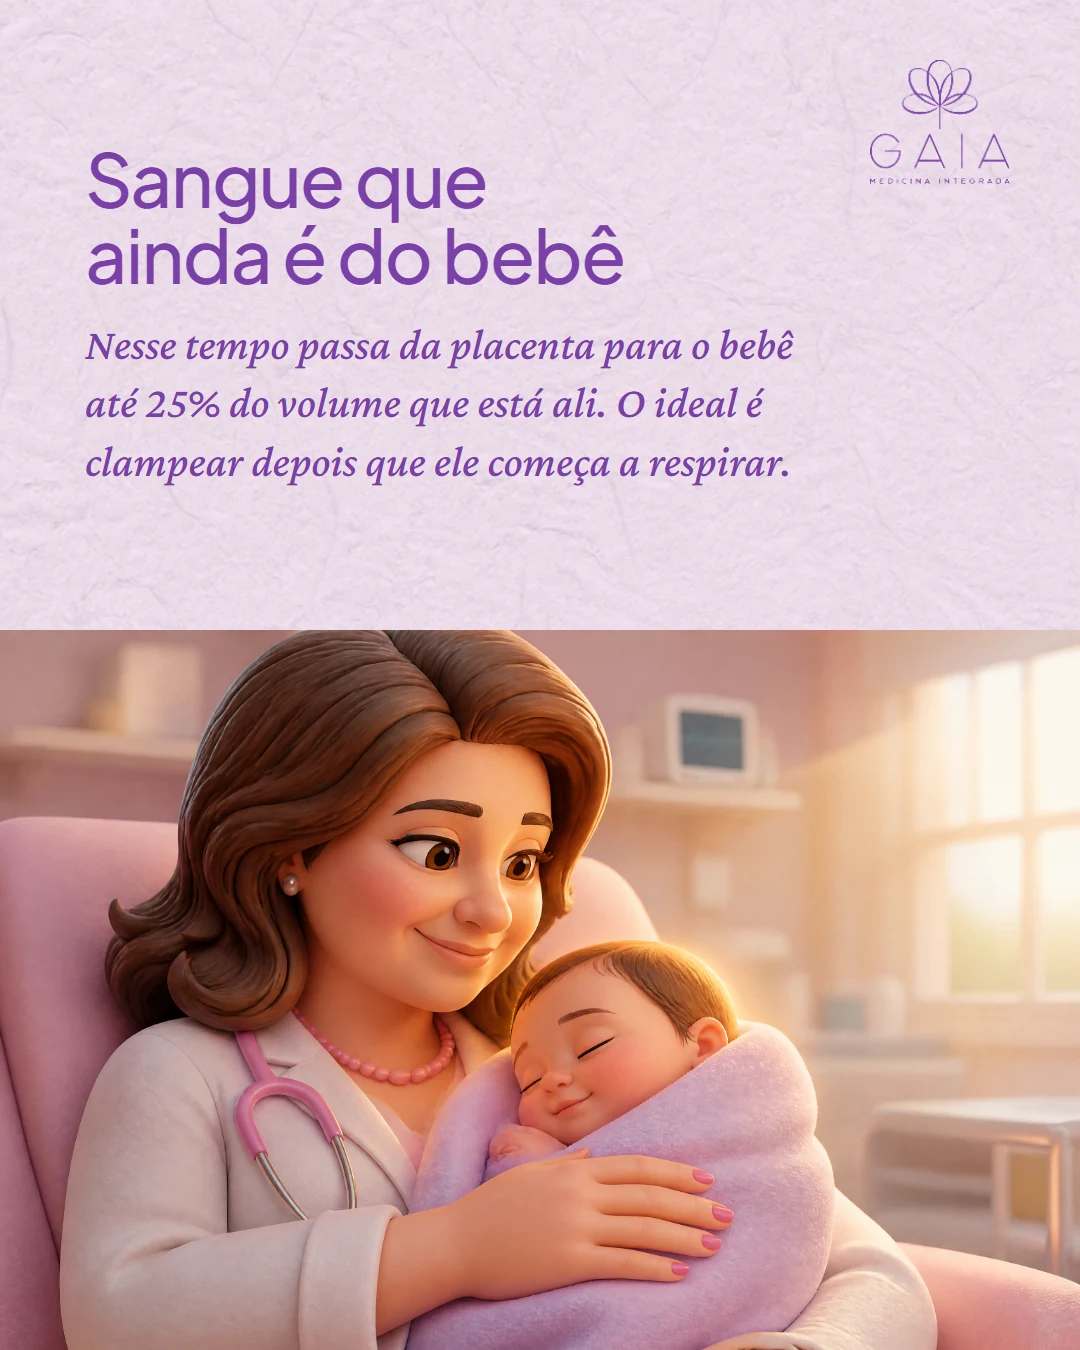 GAIA
MEDICINA INTEGRADA
Sangue que
ainda é do bebê
Nesse tempo passa da placenta para o bebê
até 25% do volume que está ali. O ideal é
clampear depois que ele começa a respirar.